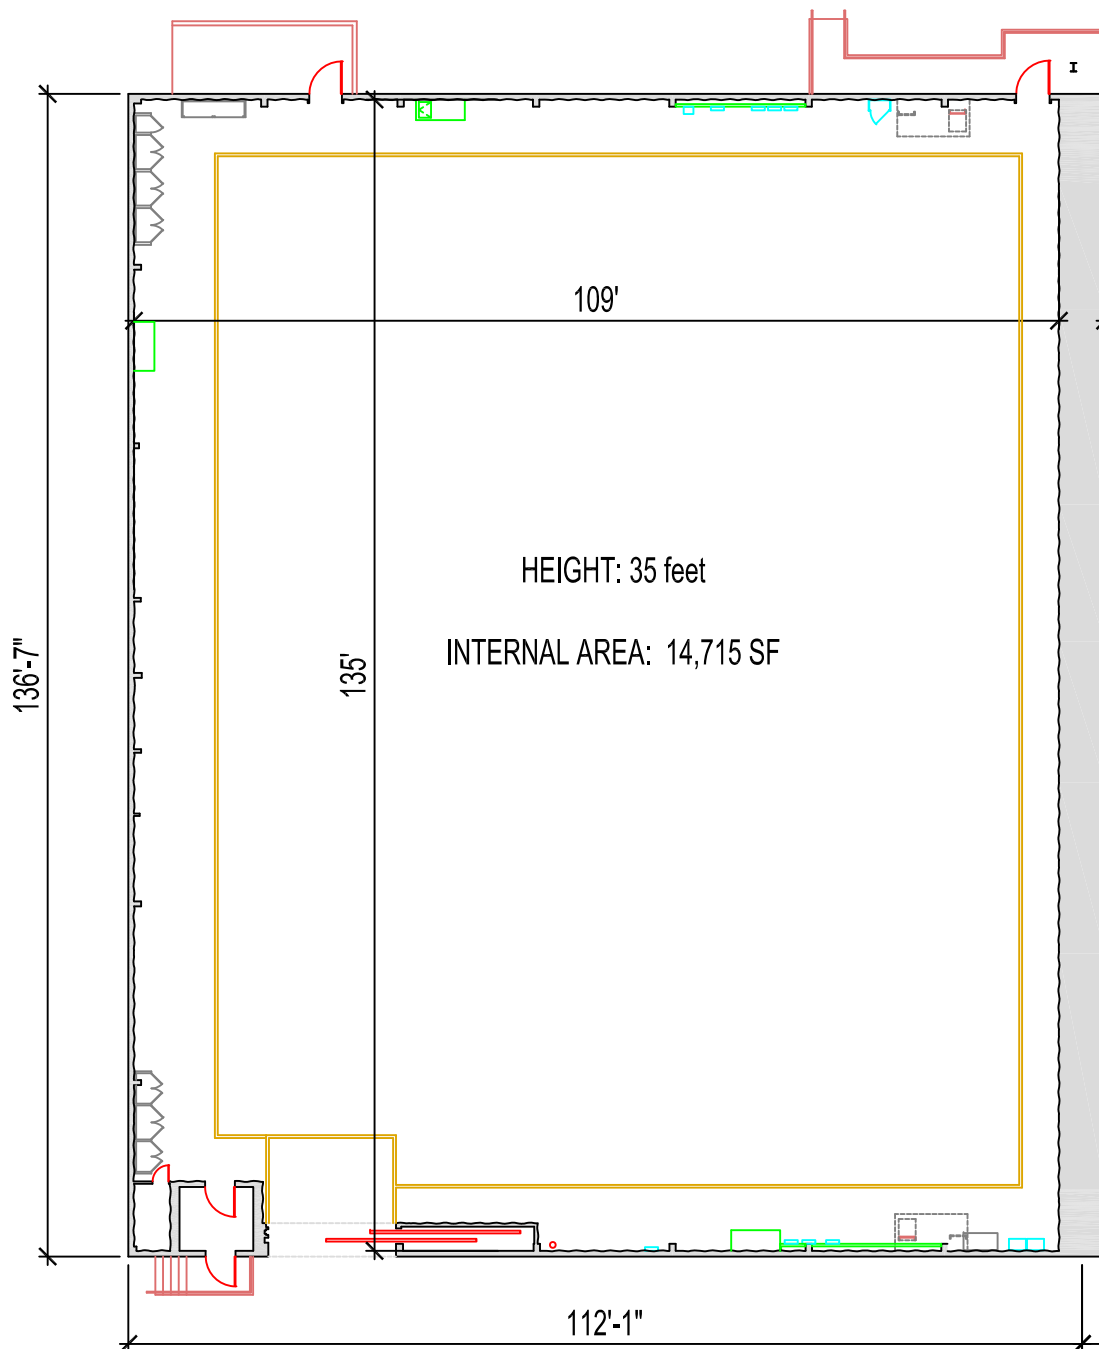 109'
HEIGHT: 35 feet
INTERNAL AREA: 14,715 SF
136'-7"
135'
112'-1"